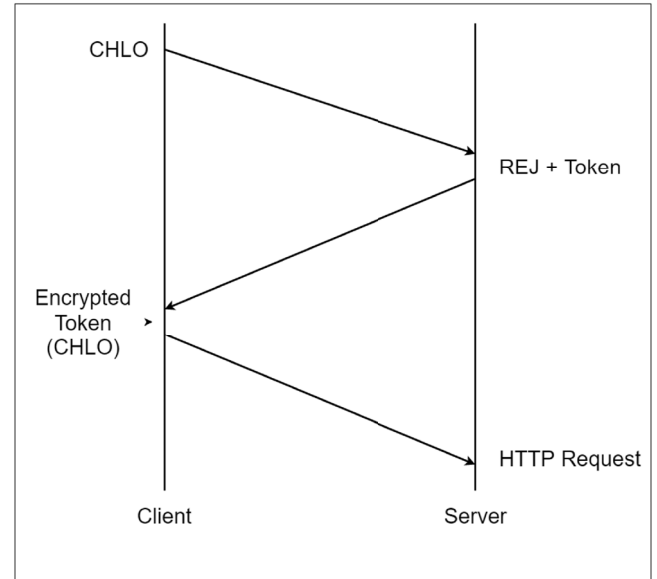 CHLO
REJ + Token
Encrypted
Token
(CHLO)
HTTP Request
Client
Server